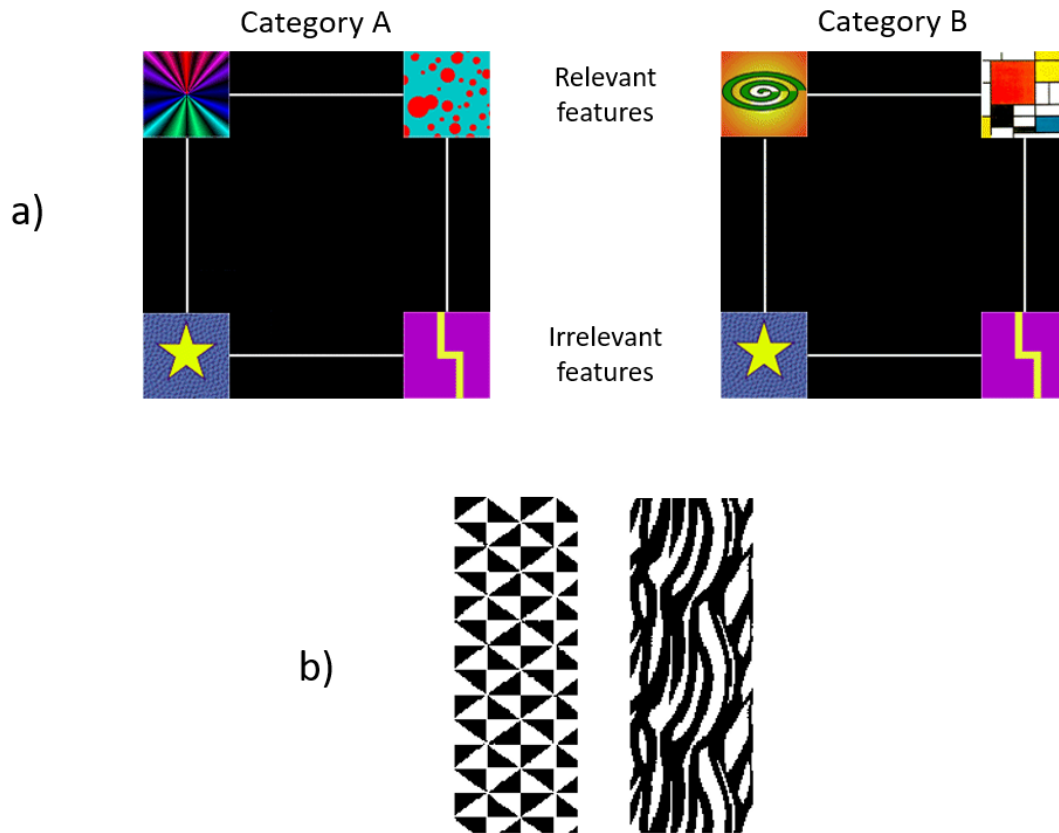 Category A
Category B
Relevant
features
a)
Irrelevant
features
b)